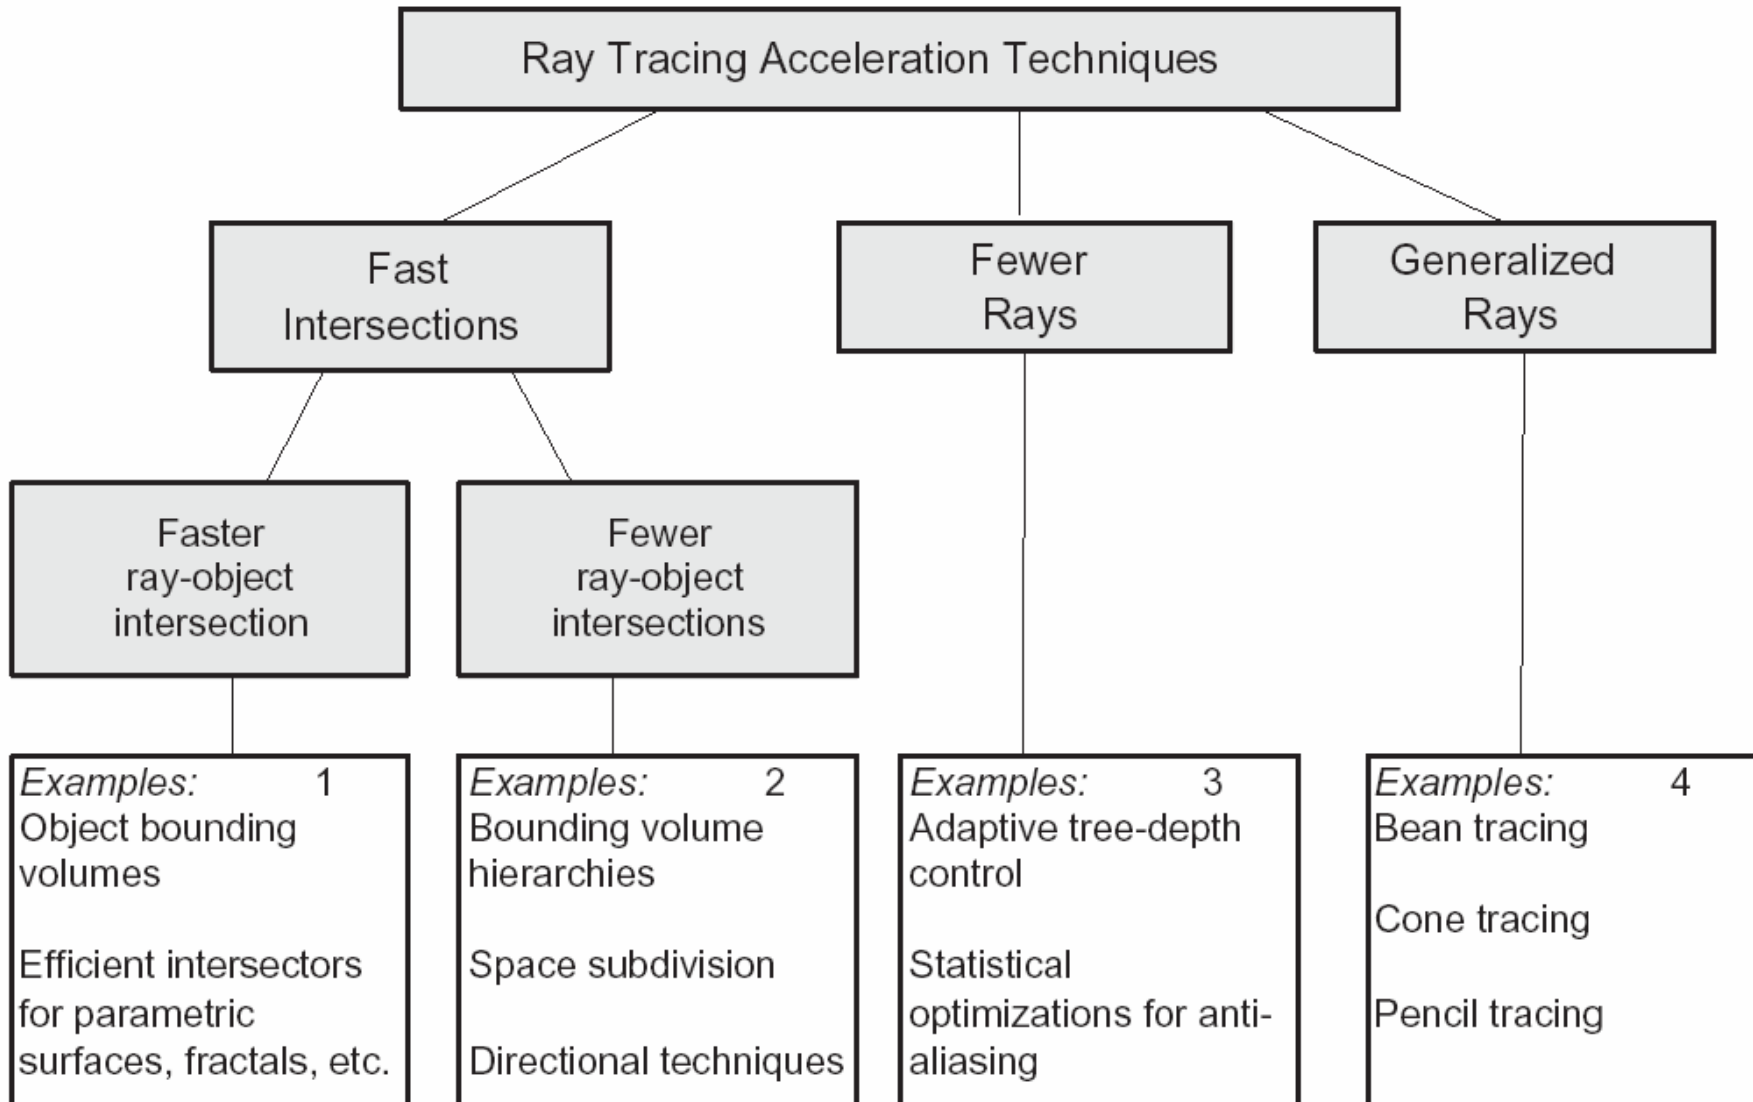 Ray Tracing Acceleration Techniques
Fast
Intersections
Fewer
Rays
Generalized
Rays
Faster
ray-object
intersection
Fewer
ray-object
intersections
Examples: 1
Object bounding
volumes
Efficient intersectors
for parametric
surfaces, fractals, etc.
Examples: 2
Bounding volume
hierarchies
Space subdivision
Directional techniques
Examples: 3
Adaptive tree-depth
control
Statistical
optimizations for anti-
aliasing
Examples: 4
Bean tracing
Cone tracing
Pencil tracing